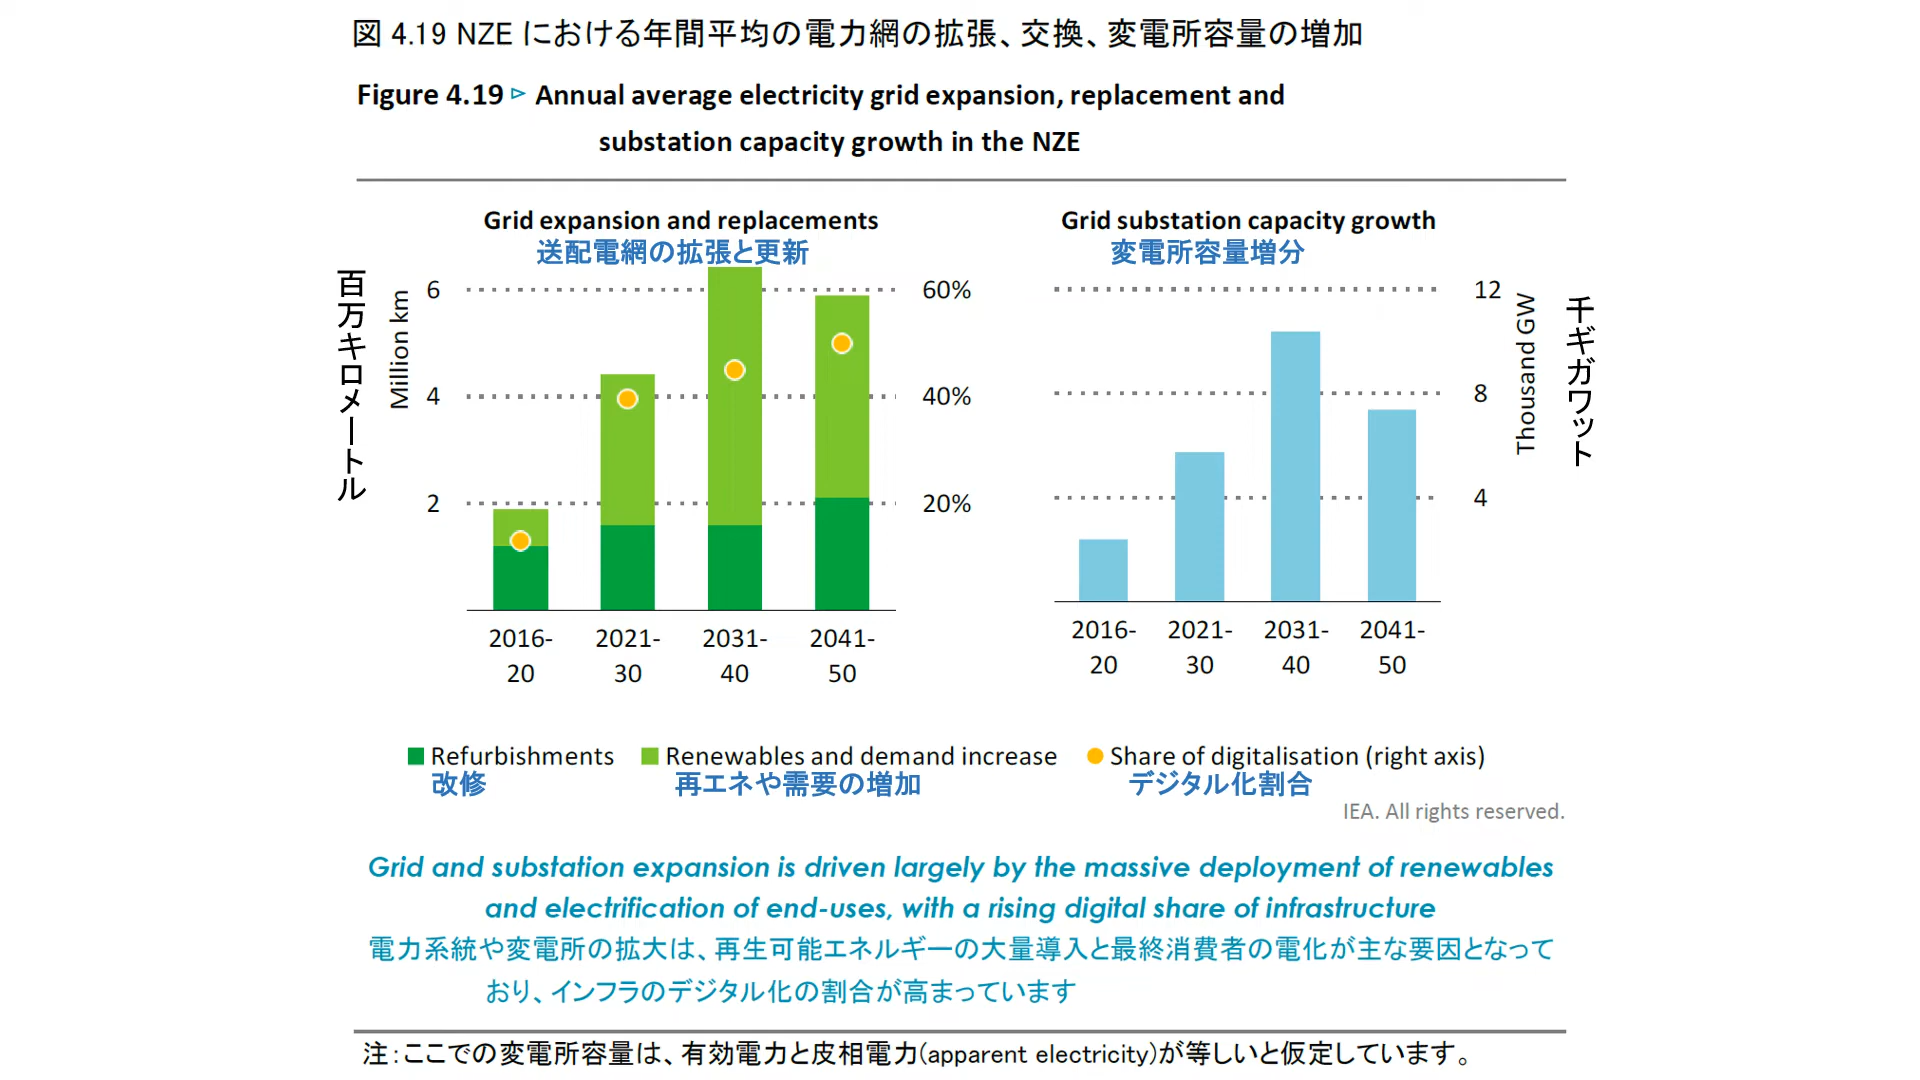 図 4.19 NZE における年間平均の電力網の拡張、交換、変電所容量の増加
Figure 4.19 ▷ Annual average electricity grid expansion, replacement and
substation capacity growth in the NZE
Grid expansion and replacements
送配電網の拡張と更新
百万キロメートル
Million km
6
4
2
60%
40%
20%
2016-
20
2021-
30
2031-
40
2041-
50
Grid substation capacity growth
変電所容量増分
12
8
4
Thousand GW
千ギガワット
2016-
20
2021-
30
2031-
40
2041-
50
Refurbishments
改修
Renewables and demand increase
再エネや需要の増加
Share of digitalisation (right axis)
デジタル化割合
IEA. All rights reserved.
Grid and substation expansion is driven largely by the massive deployment of renewables
and electrification of end-uses, with a rising digital share of infrastructure
電力系統や変電所の拡大は、再生可能エネルギーの大量導入と最終消費者の電化が主な要因となって
おり、インフラのデジタル化の割合が高まっています
注：ここでの変電所容量は、有効電力と皮相電力(apparent electricity)が等しいと仮定しています。